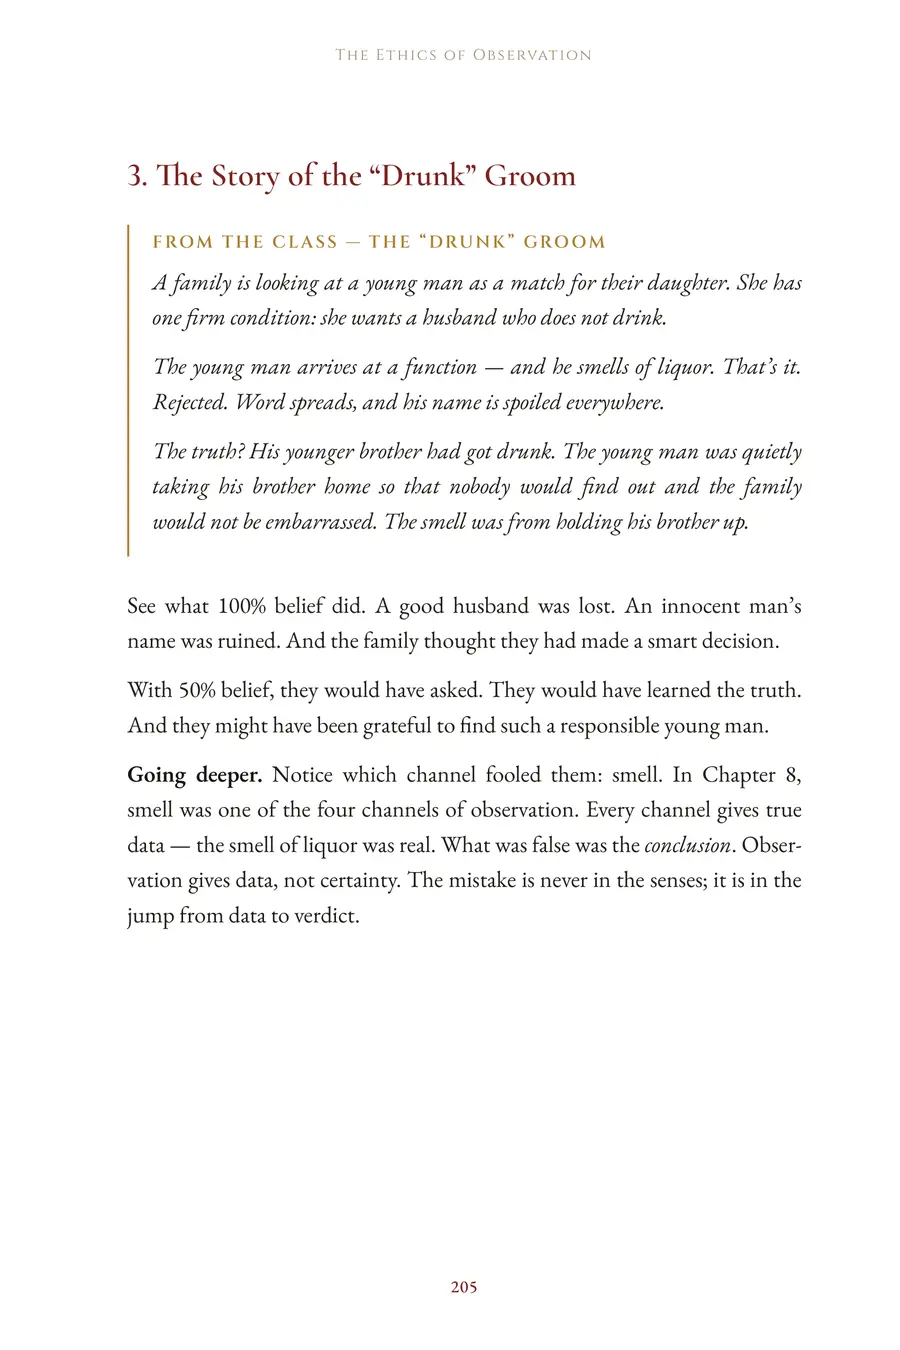 The Ethics of Observation
3. The Story of the “Drunk” Groom
FROM THE CLASS — THE “DRUNK” GROOM
A family is looking at a young man as a match for their daughter. She has
one firm condition: she wants a husband who does not drink.
The young man arrives at a function — and he smells of liquor. That’s it.
Rejected. Word spreads, and his name is spoiled everywhere.
The truth? His younger brother had got drunk. The young man was quietly
taking his brother home so that nobody would find out and the family
would not be embarrassed. The smell was from holding his brother up.
See what 100% belief did. A good husband was lost. An innocent man’s
name was ruined. And the family thought they had made a smart decision.
With 50% belief, they would have asked. They would have learned the truth.
And they might have been grateful to find such a responsible young man.
Going deeper. Notice which channel fooled them: smell. In Chapter 8,
smell was one of the four channels of observation. Every channel gives true
data — the smell of liquor was real. What was false was the conclusion. Obser-
vation gives data, not certainty. The mistake is never in the senses; it is in the
jump from data to verdict.
205